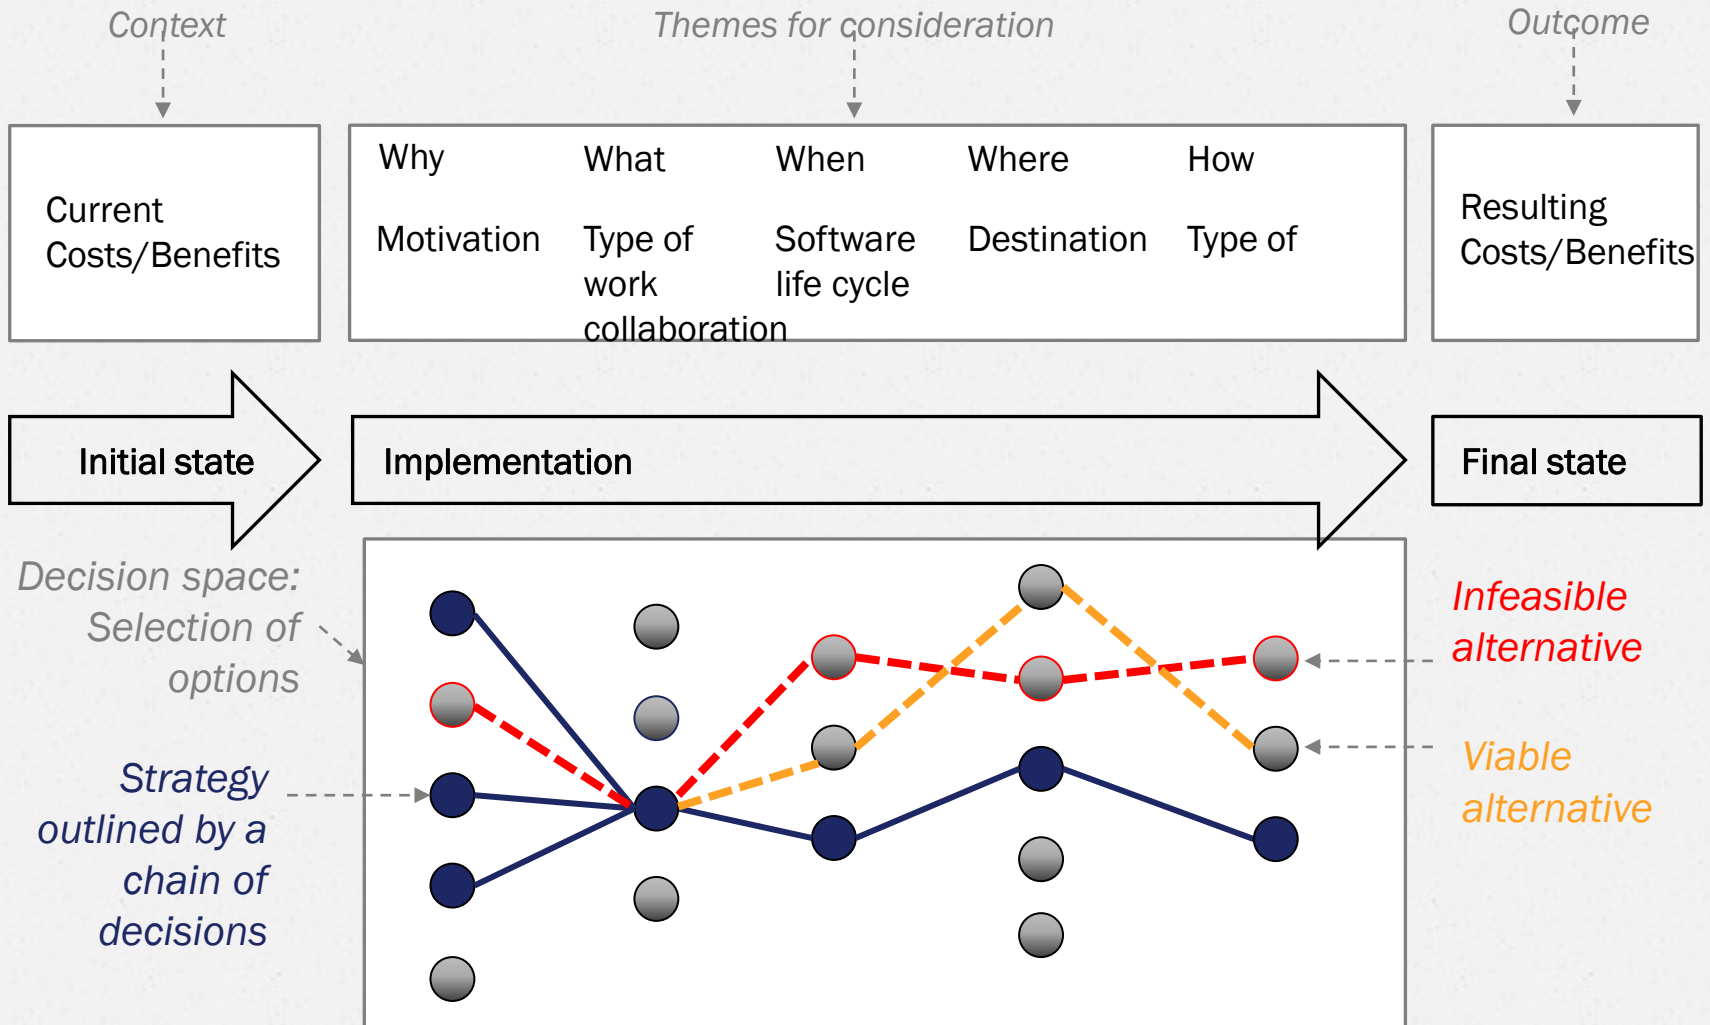 Context
Themes for consideration
Outcome
Current
Costs/Benefits
Why
What
When
Where
How
Motivation
Type of
work
collaboration
Software
life cycle
Destination
Type of
Resulting
Costs/Benefits
Initial state
Implementation
Final state
Decision space:
Selection of
options
Strategy
outlined by a
chain of
decisions
Infeasible
alternative
Viable
alternative